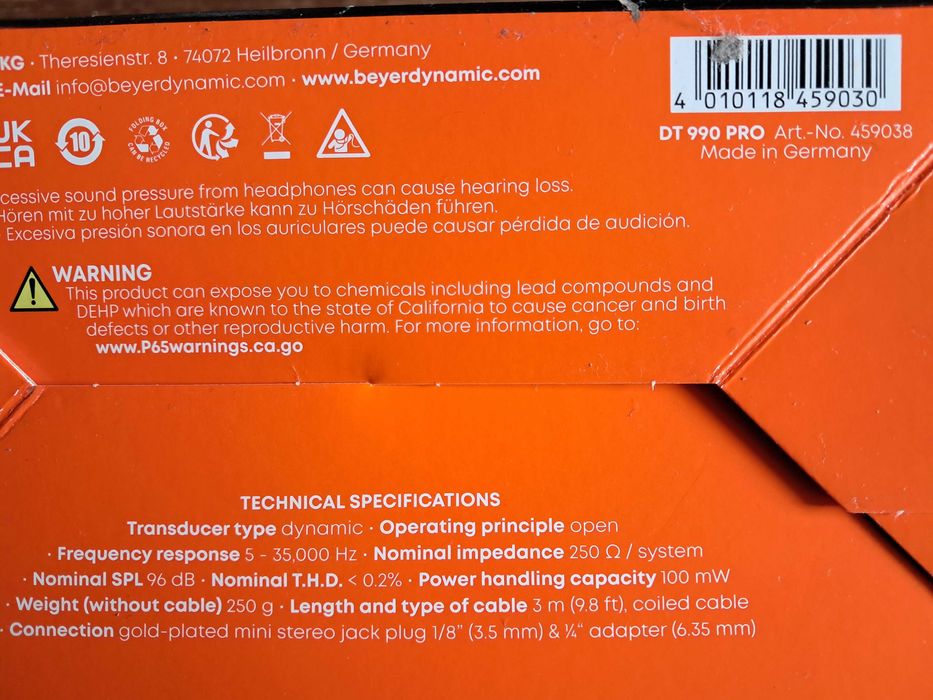 KG · Theresienstr. 8 · 74072 Heilbronn / Germany
E-Mail info@beyerdynamic.com · www.beyerdynamic.com
4 010118 459030
DT 990 PRO Art.-No. 459038
Made in Germany
UK
CA
10
FOLDING BOX
CAN BE RECYCLED
cessive sound pressure from headphones can cause hearing loss.
Hören mit zu hoher Lautstärke kann zu Hörschäden führen.
· Excesiva presión sonora en los auriculares puede causar pérdida de audición.
WARNING
This product can expose you to chemicals including lead compounds and
DEHP which are known to the state of California to cause cancer and birth
defects or other reproductive harm. For more information, go to:
www.P65warnings.ca.go
TECHNICAL SPECIFICATIONS
Transducer type dynamic · Operating principle open
· Frequency response 5 - 35,000 Hz · Nominal impedance 250 Ω / system
· Nominal SPL 96 dB · Nominal T.H.D. < 0.2% · Power handling capacity 100 mW
· Weight (without cable) 250 g · Length and type of cable 3 m (9.8 ft), coiled cable
· Connection gold-plated mini stereo jack plug 1/8” (3.5 mm) & ¼“ adapter (6.35 mm)